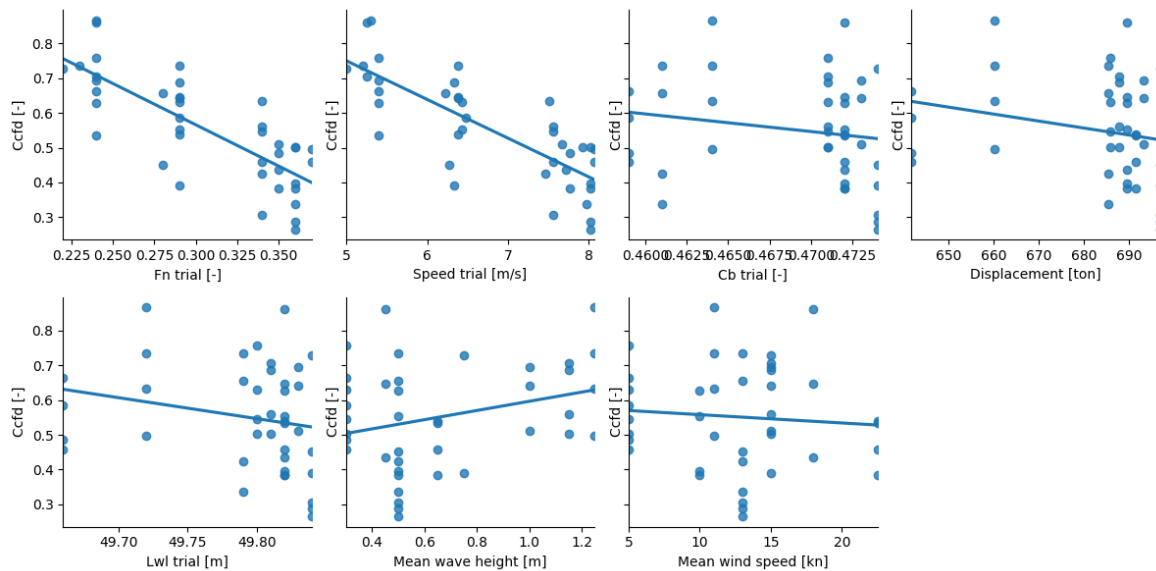 0.8
0.7
0.6
0.5
0.4
0.3
Ccfd [-]
0.225 0.250 0.275 0.300 0.325 0.350
Fn trial [-]
Ccfd [-]
5 6 7 8
Speed trial [m/s]
Ccfd [-]
0.4600 0.4625 0.4650 0.4675 0.4700 0.4725
Cb trial [-]
Ccfd [-]
650 660 670 680 690
Displacement [ton]
0.8
0.7
0.6
0.5
0.4
0.3
Ccfd [-]
49.70 49.75 49.80
Lwl trial [m]
Ccfd [-]
0.4 0.6 0.8 1.0 1.2
Mean wave height [m]
Ccfd [-]
5 10 15 20
Mean wind speed [kn]